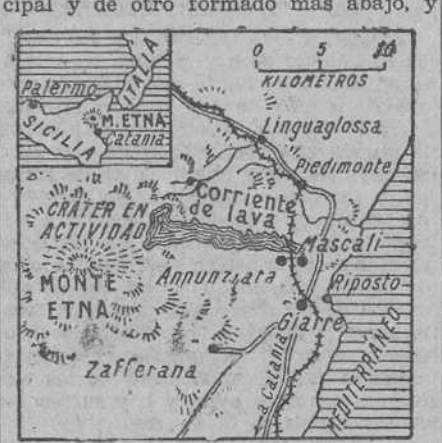 cipal y de otro formado más abajo, y
0 5 10
KILOMETROS
Palermo
ITALIA
M. ETNA
Catania
SICILIA
Linguaglossa
Piedimonte
Corriente
de lava
CRÁTER EN
ACTIVIDAD
Mascali
Annunziata
MONTE
ETNA
Riposto
Giarre
Zafferana
a Catania
MEDITERRÁNEO